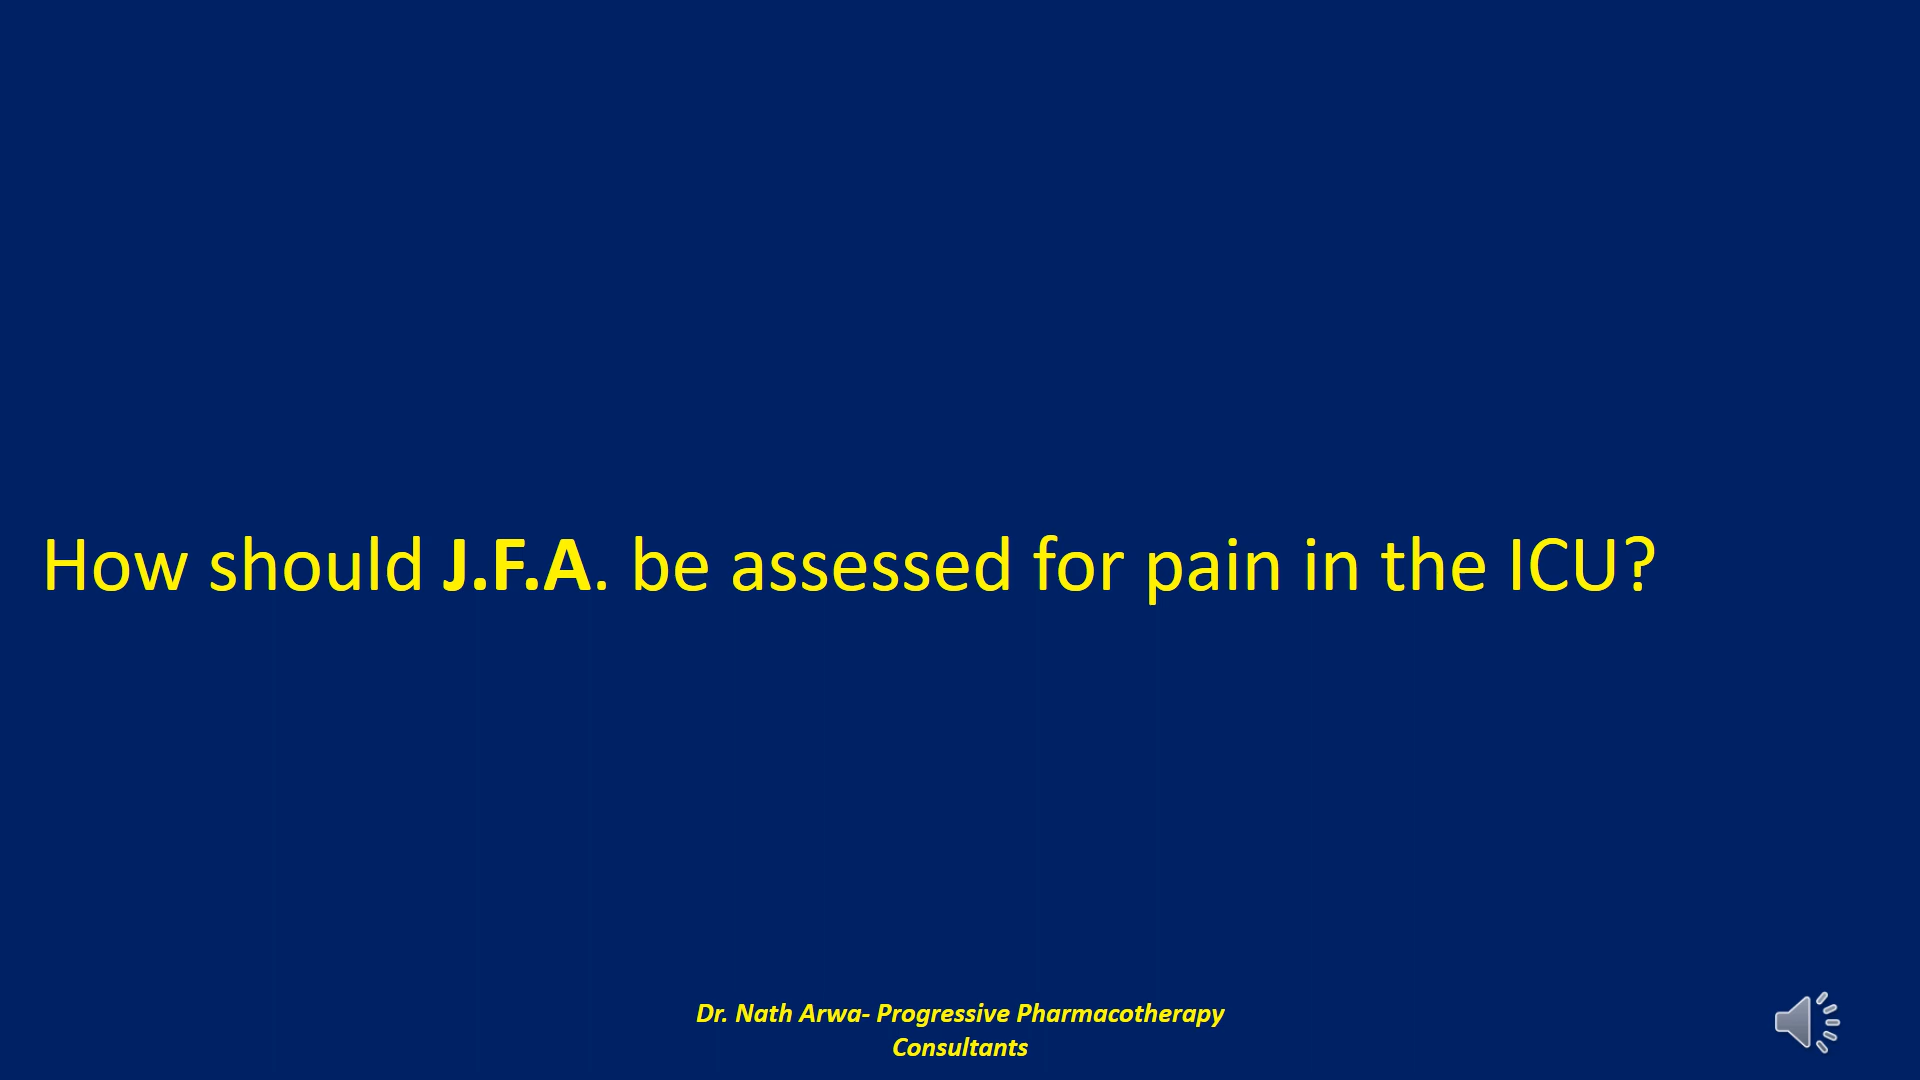 How should J.F.A. be assessed for pain in the ICU?
Dr. Nath Arwa- Progressive Pharmacotherapy
Consultants